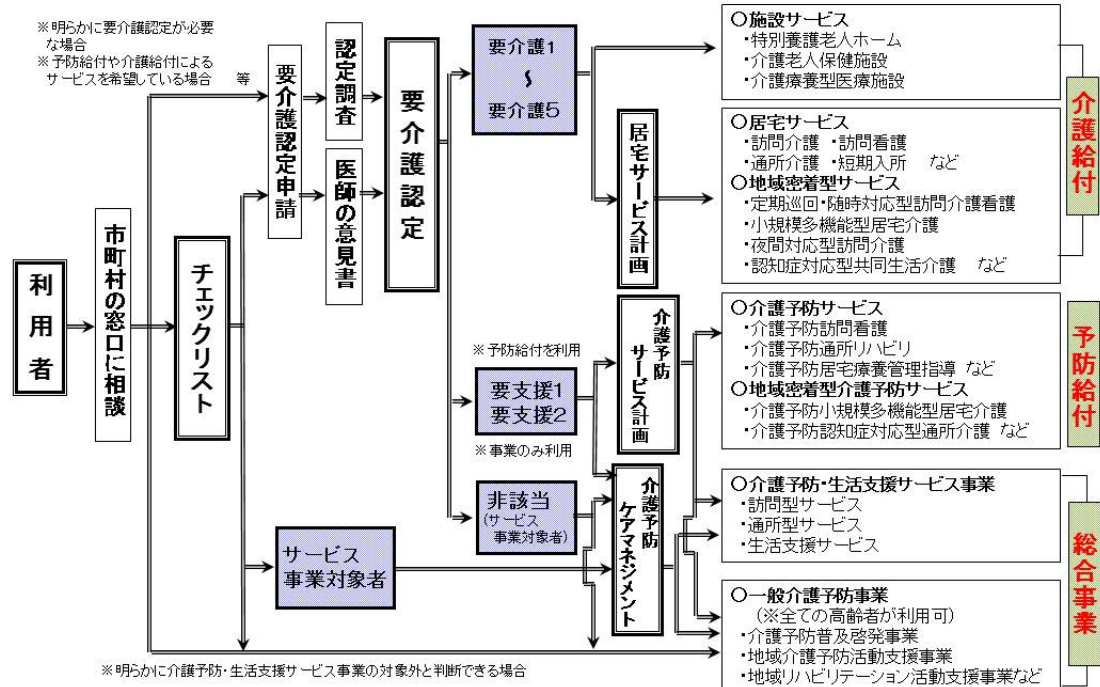 ※明らかに要介護認定が必要
な場合
※予防給付や介護給付による
サービスを希望している場合　等
利用者
市町村の窓口に相談
チェックリスト
要介護認定申請
認定調査
医師の意見書
要介護認定
要介護1
〜
要介護5
※予防給付を利用
要支援1
要支援2
※事業のみ利用
非該当
(サービス
事業対象者)
サービス
事業対象者
居宅サービス計画
介護予防
サービス計画
介護予防
ケアマネジメント
○施設サービス
・特別養護老人ホーム
・介護老人保健施設
・介護療養型医療施設
○居宅サービス
・訪問介護 ・訪問看護
・通所介護 ・短期入所　など
○地域密着型サービス
・定期巡回・随時対応型訪問介護看護
・小規模多機能型居宅介護
・夜間対応型訪問介護
・認知症対応型共同生活介護　など
介護給付
○介護予防サービス
・介護予防訪問看護
・介護予防通所リハビリ
・介護予防居宅療養管理指導 など
○地域密着型介護予防サービス
・介護予防小規模多機能型居宅介護
・介護予防認知症対応型通所介護 など
予防給付
○介護予防・生活支援サービス事業
・訪問型サービス
・通所型サービス
・生活支援サービス
○一般介護予防事業
(※全ての高齢者が利用可)
・介護予防普及啓発事業
・地域介護予防活動支援事業
・地域リハビリテーション活動支援事業など
総合事業
※明らかに介護予防・生活支援サービス事業の対象外と判断できる場合